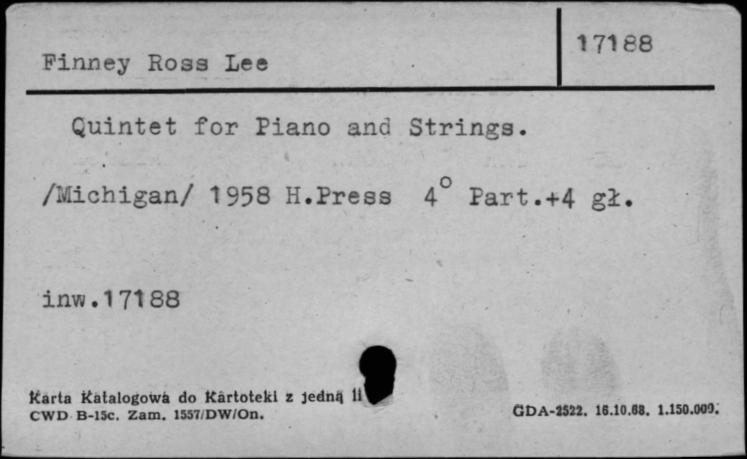 Finney Ross Lee
17188
Quintet for Piano and Strings.
/Michigan/ 1958 H.Press 4° Part.+4 gł.
inw.17188
Karta Katalogowa do Kartoteki z jedną li
CWD B-15c. Zam. 1557/DW/On.
GDA-2522. 16.10.68. 1.150.000.